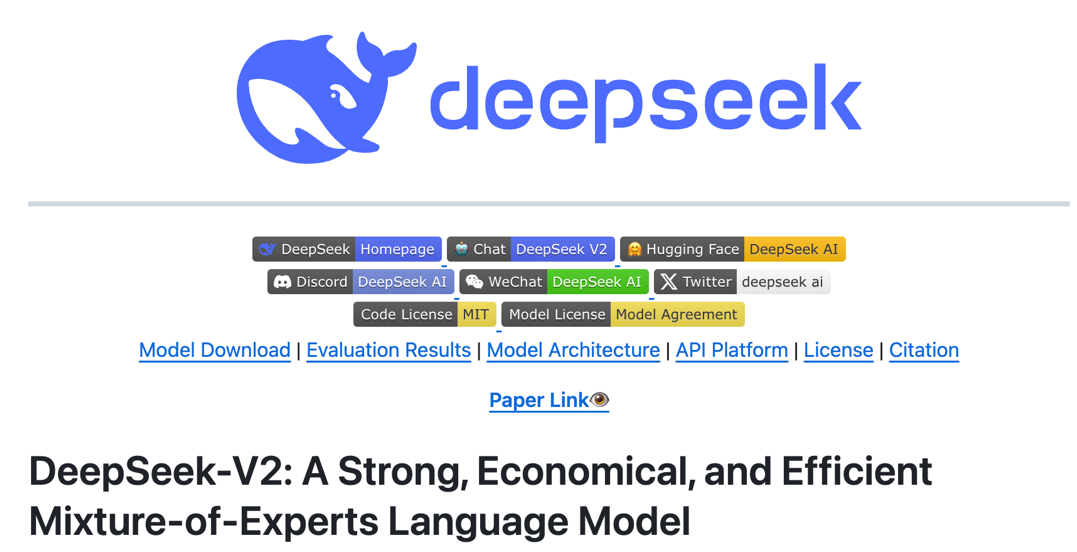 deepseek
DeepSeek Homepage Chat DeepSeek V2 Hugging Face DeepSeek AI
Discord DeepSeek AI WeChat DeepSeek AI Twitter deepseek ai
Code License MIT Model License Model Agreement
Model Download | Evaluation Results | Model Architecture | API Platform | License | Citation
Paper Link👁️
DeepSeek-V2: A Strong, Economical, and Efficient
Mixture-of-Experts Language Model